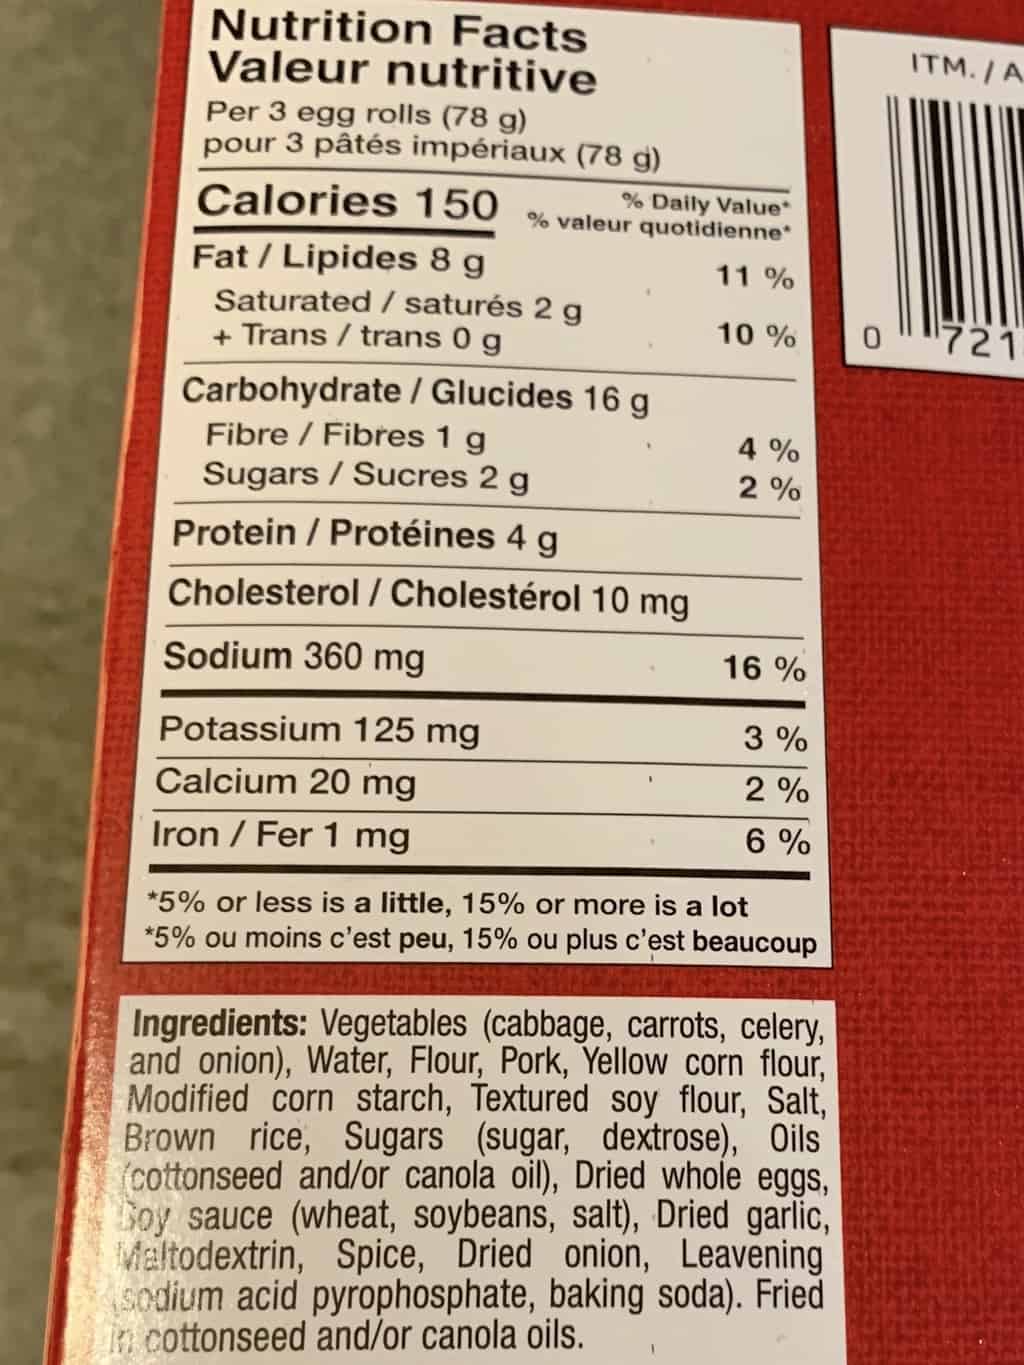 Nutrition Facts
Valeur nutritive
Per 3 egg rolls (78 g)
pour 3 pâtés impériaux (78 g)
Calories 150
% Daily Value*
% valeur quotidienne*
Fat / Lipides 8 g 11 %
Saturated / saturés 2 g
+ Trans / trans 0 g 10 %
Carbohydrate / Glucides 16 g
Fibre / Fibres 1 g 4 %
Sugars / Sucres 2 g 2 %
Protein / Protéines 4 g
Cholesterol / Cholestérol 10 mg
Sodium 360 mg 16 %
Potassium 125 mg 3 %
Calcium 20 mg 2 %
Iron / Fer 1 mg 6 %
*5% or less is a little, 15% or more is a lot
*5% ou moins c'est peu, 15% ou plus c'est beaucoup
Ingredients: Vegetables (cabbage, carrots, celery,
and onion), Water, Flour, Pork, Yellow corn flour,
Modified corn starch, Textured soy flour, Salt,
Brown rice, Sugars (sugar, dextrose), Oils
(cottonseed and/or canola oil), Dried whole eggs,
Soy sauce (wheat, soybeans, salt), Dried garlic,
Maltodextrin, Spice, Dried onion, Leavening
(sodium acid pyrophosphate, baking soda). Fried
in cottonseed and/or canola oils.
ITM. / A
0 721